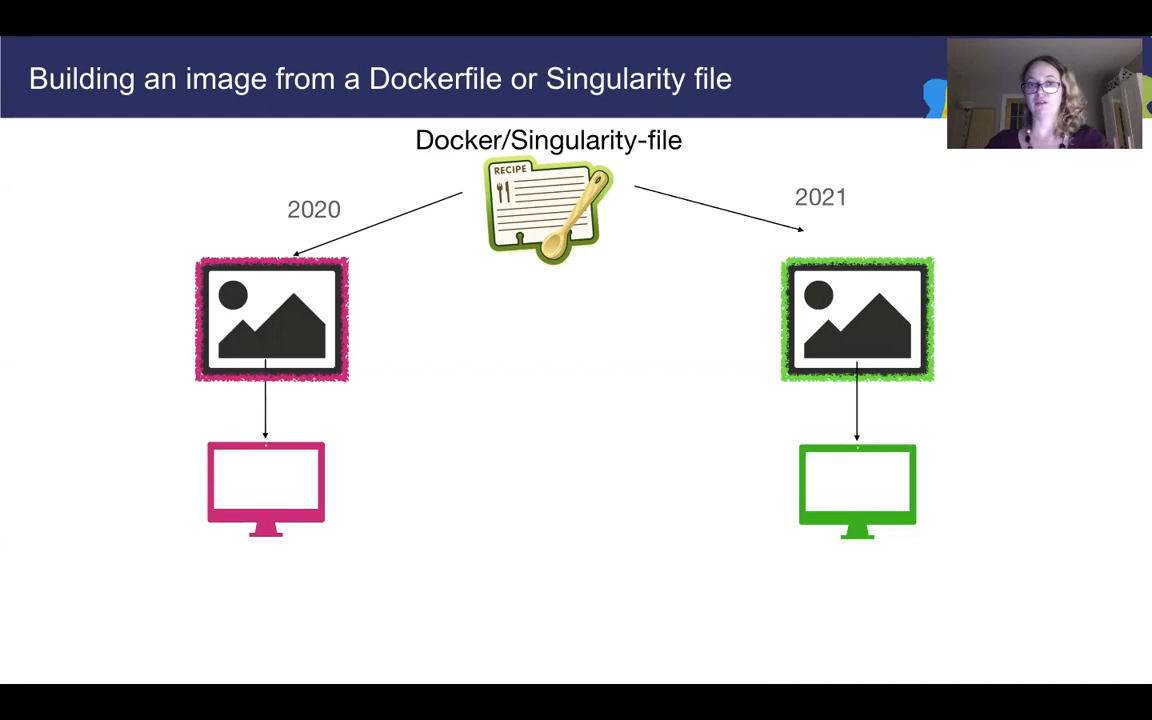 Building an image from a Dockerfile or Singularity file
Docker/Singularity-file
RECIPE
2020
2021